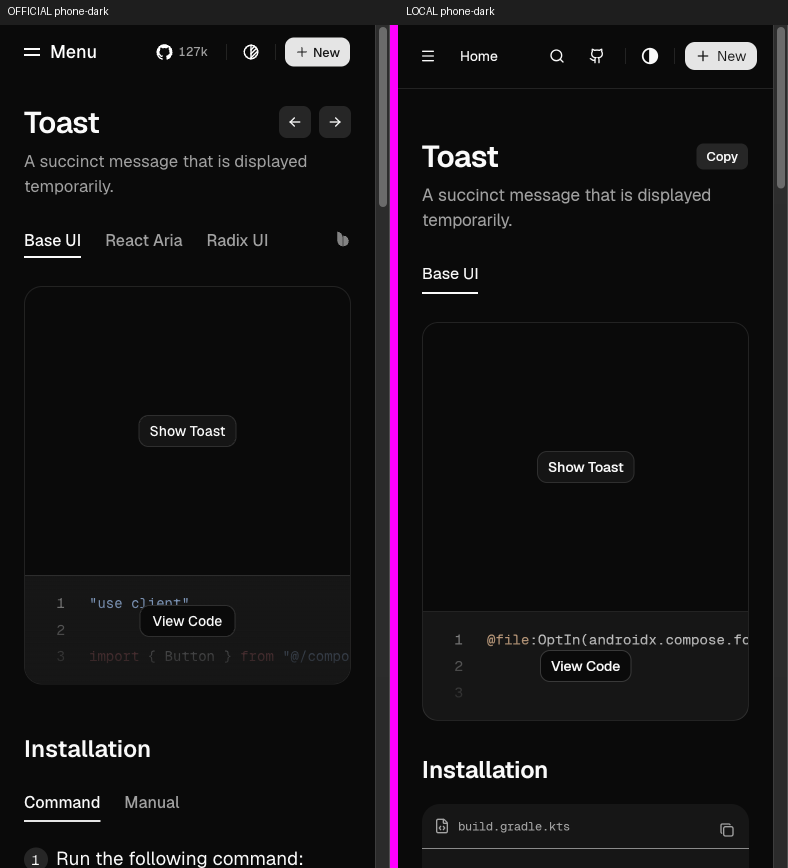 OFFICIAL phone-dark
Menu
127k
New
Toast
A succinct message that is displayed
temporarily.
Base UI
React Aria
Radix UI
Show Toast
1 "use client"
2
View Code
3 import { Button } from "@/compo
Installation
Command
Manual
1 Run the following command:
LOCAL phone-dark
Home
New
Toast
Copy
A succinct message that is displayed
temporarily.
Base UI
Show Toast
1 @file:OptIn(androidx.compose.fo
2
View Code
3
Installation
build.gradle.kts